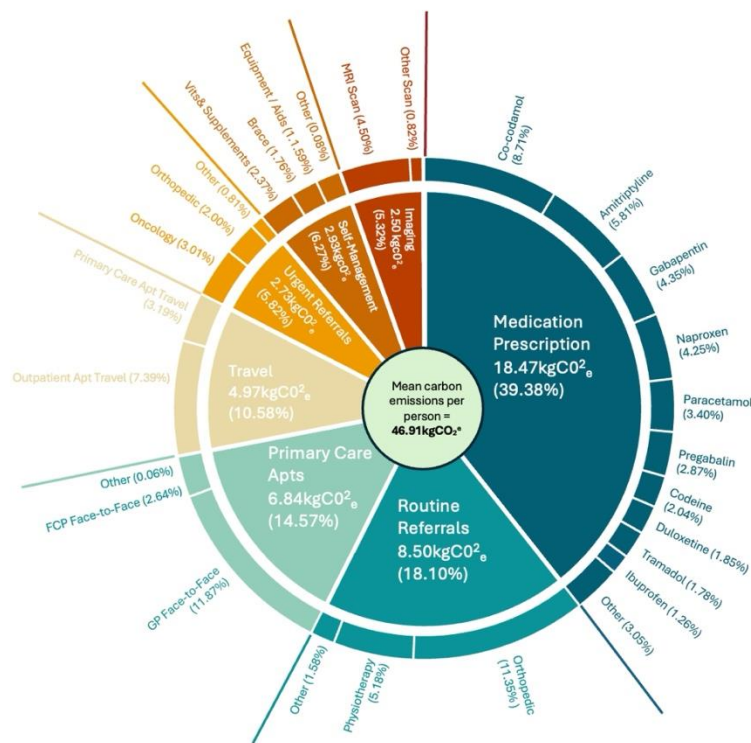 Mean carbon
emissions per
person =
46.91kgCO₂ᵉ
Medication
Prescription
18.47kgC0²e
(39.38%)
Co-codamol
(8.71%)
Amitriptyline
(5.81%)
Gabapentin
(4.35%)
Naproxen
(4.25%)
Paracetamol
(3.40%)
Pregabalin
(2.87%)
Codeine
(2.04%)
Duloxetine (1.85%)
Tramadol (1.78%)
Ibuprofen (1.26%)
Other (3.05%)
Routine
Referrals
8.50kgC0²e
(18.10%)
Orthopedic
(11.35%)
Physiotherapy
(5.18%)
Other (1.58%)
Primary Care
Apts
6.84kgC0²e
(14.57%)
GP Face-to-Face
(11.87%)
FCP Face-to-Face (2.64%)
Other (0.06%)
Travel
4.97kgC0²e
(10.58%)
Outpatient Apt Travel (7.39%)
Primary Care Apt Travel
(3.19%)
Urgent Referrals
2.73kgC0²e
(5.82%)
Oncology (3.01%)
Orthopedic (2.00%)
Other (0.81%)
Self-Management
2.93kgC0²e
(6.27%)
Vits& Supplements (2.37%)
Brace (1.76%)
Equipment / Aids (1.1.59%)
Other (0.08%)
Imaging
2.50 kgc0²e
(5.32%)
MRI Scan (4.50%)
Other Scan (0.82%)